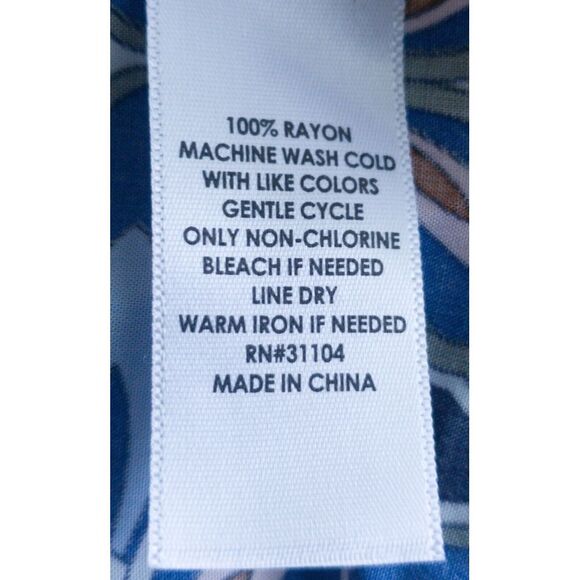 100% RAYON
MACHINE WASH COLD
WITH LIKE COLORS
GENTLE CYCLE
ONLY NON-CHLORINE
BLEACH IF NEEDED
LINE DRY
WARM IRON IF NEEDED
RN#31104
MADE IN CHINA